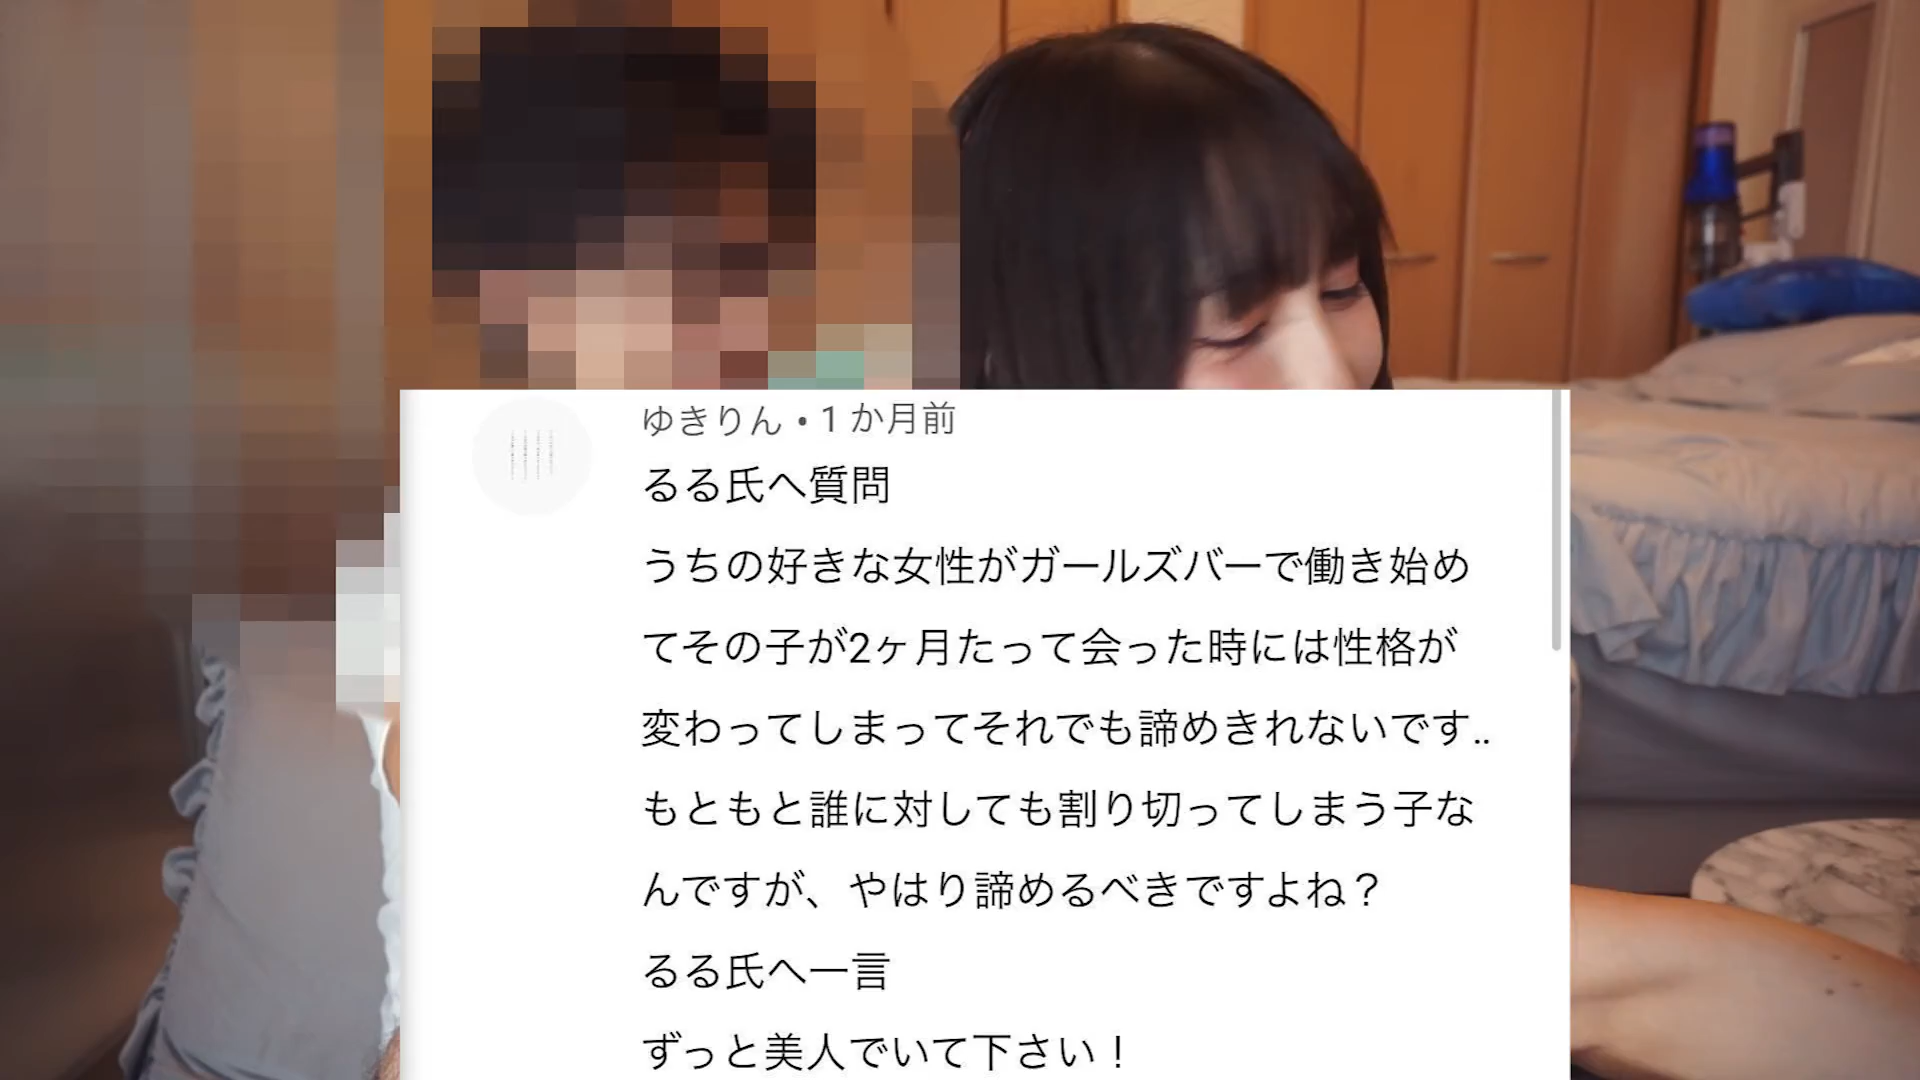 ゆきりん・1 か月前
るる氏へ質問
うちの好きな女性がガールズバーで働き始め
てその子が2ヶ月たって会った時には性格が
変わってしまってそれでも諦めきれないです..
もともと誰に対しても割り切ってしまう子な
んですが、やはり諦めるべきですよね？
るる氏へ一言
ずっと美人でいて下さい！